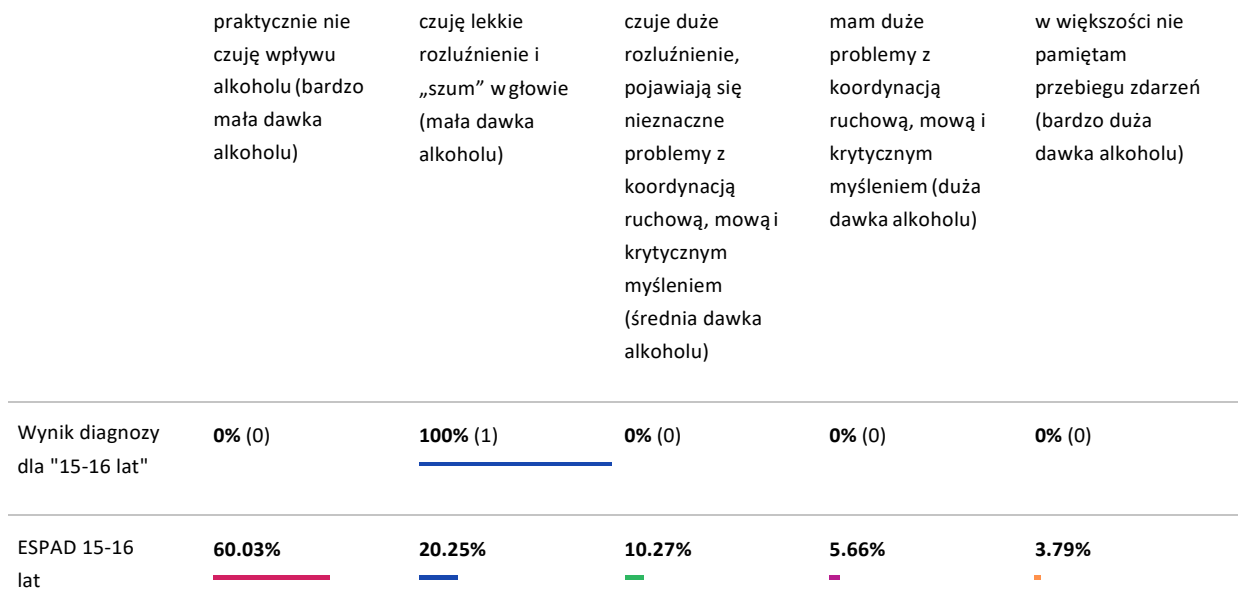 praktycznie nie
czuję wpływu
alkoholu (bardzo
mała dawka
alkoholu)
czuję lekkie
rozluźnienie i
„szum” w głowie
(mała dawka
alkoholu)
czuje duże
rozluźnienie,
pojawiają się
nieznaczne
problemy z
koordynacją
ruchową, mową i
krytycznym
myśleniem
(średnia dawka
alkoholu)
mam duże
problemy z
koordynacją
ruchową, mową i
krytycznym
myśleniem (duża
dawka alkoholu)
w większości nie
pamiętam
przebiegu zdarzeń
(bardzo duża
dawka alkoholu)
Wynik diagnozy
dla "15-16 lat"
0% (0)
100% (1)
0% (0)
0% (0)
0% (0)
ESPAD 15-16
lat
60.03%
20.25%
10.27%
5.66%
3.79%